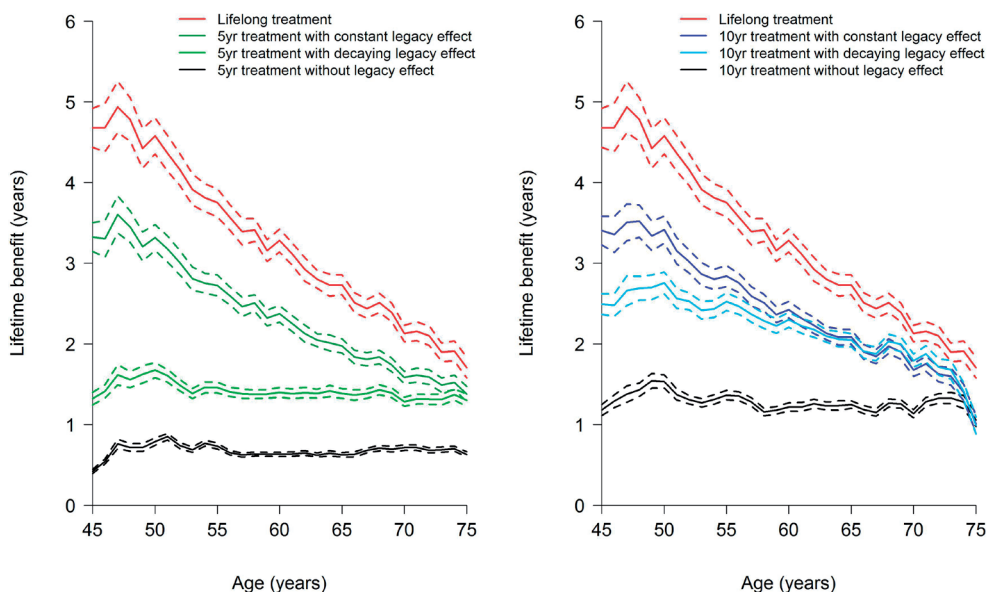 Lifelong treatment
5yr treatment with constant legacy effect
5yr treatment with decaying legacy effect
5yr treatment without legacy effect
6
5
4
3
2
1
0
Lifetime benefit (years)
45 50 55 60 65 70 75
Age (years)
Lifelong treatment
10yr treatment with constant legacy effect
10yr treatment with decaying legacy effect
10yr treatment without legacy effect
6
5
4
3
2
1
0
Lifetime benefit (years)
45 50 55 60 65 70 75
Age (years)